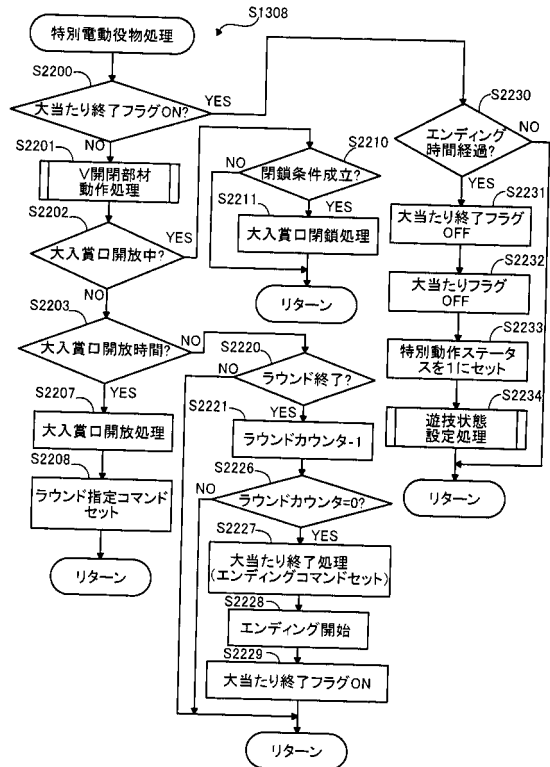 S1308
特別電動役物処理
S2200
大当たり終了フラグON?
YES
NO
S2201
V開閉部材
動作処理
S2202
大入賞口開放中?
YES
NO
S2203
大入賞口開放時間?
NO
YES
S2207
大入賞口開放処理
S2208
ラウンド指定コマンド
セット
リターン
S2210
NO
閉鎖条件成立?
YES
S2211
大入賞口閉鎖処理
リターン
S2220
NO
ラウンド終了?
YES
S2221
ラウンドカウンタ-1
S2226
NO
ラウンドカウンタ=0?
YES
S2227
大当たり終了処理
(エンディングコマンドセット)
S2228
エンディング開始
S2229
大当たり終了フラグON
リターン
S2230
エンディング
時間経過?
NO
YES
S2231
大当たり終了フラグ
OFF
S2232
大当たりフラグ
OFF
S2233
特別動作ステータ
スを1にセット
S2234
遊技状態
設定処理
リターン